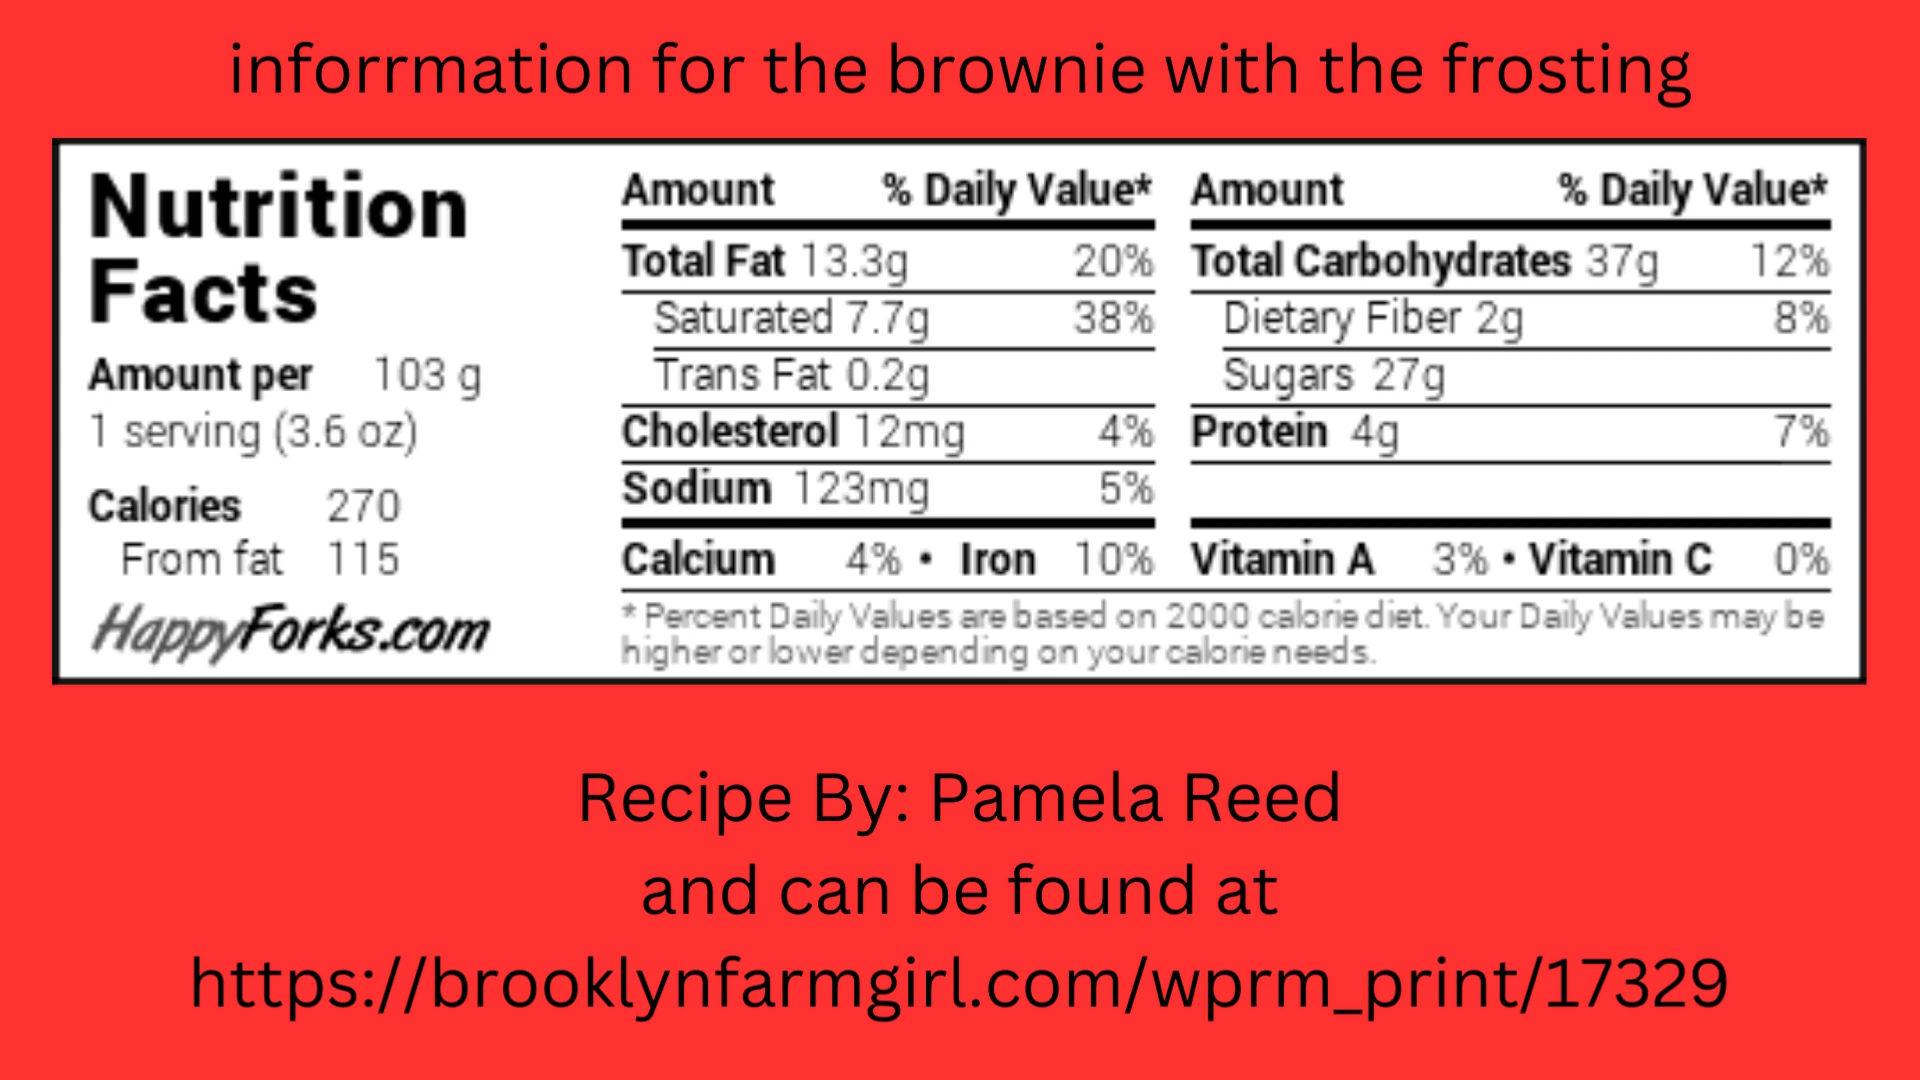 inforrmation for the brownie with the frosting
Nutrition
Facts
Amount per 103 g
1 serving (3.6 oz)
Calories 270
From fat 115
HappyForks.com
Amount % Daily Value*
Total Fat 13.3g 20%
Saturated 7.7g 38%
Trans Fat 0.2g
Cholesterol 12mg 4%
Sodium 123mg 5%
Calcium 4% • Iron 10%
Amount % Daily Value*
Total Carbohydrates 37g 12%
Dietary Fiber 2g 8%
Sugars 27g
Protein 4g 7%
Vitamin A 3% • Vitamin C 0%
* Percent Daily Values are based on 2000 calorie diet. Your Daily Values may be
higher or lower depending on your calorie needs.
Recipe By: Pamela Reed
and can be found at
https://brooklynfarmgirl.com/wprm_print/17329